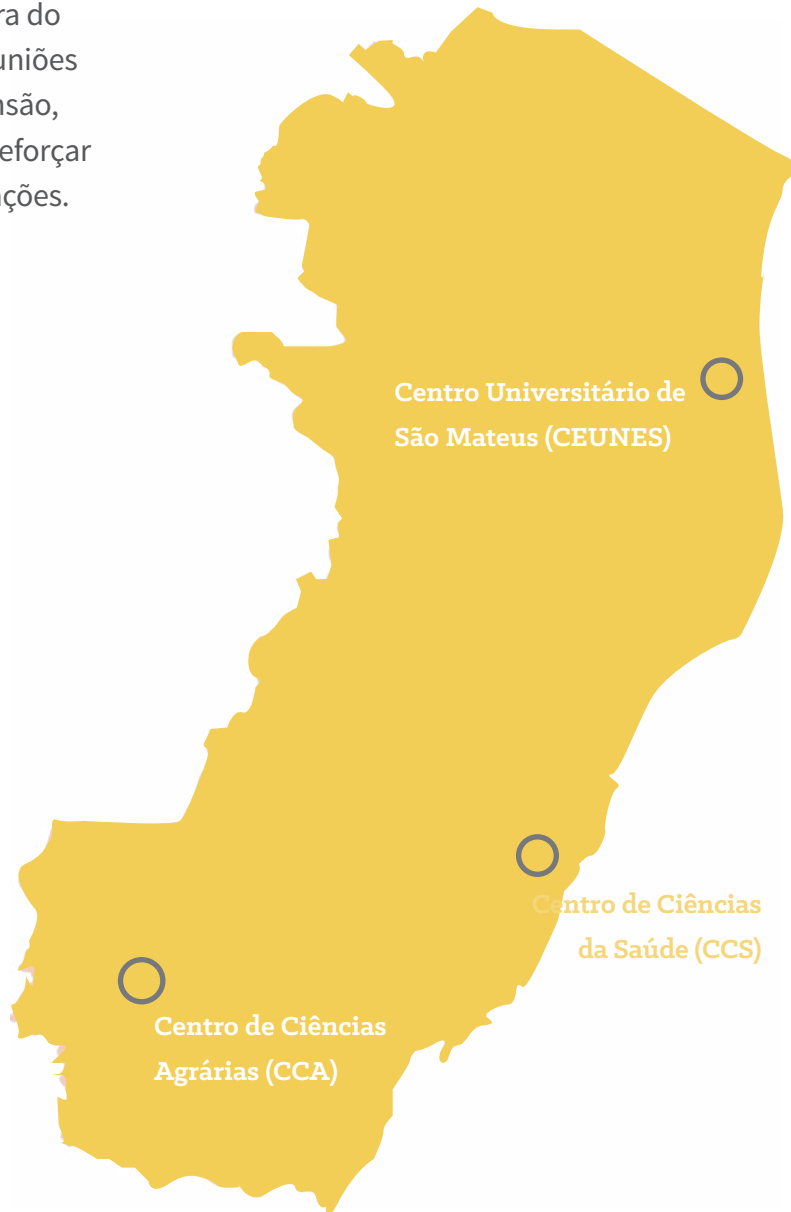 ra do
uniões
nsão,
eforçar
ções.
Centro Universitário de
São Mateus (CEUNES)
Centro de Ciências
da Saúde (CCS)
Centro de Ciências
Agrárias (CCA)